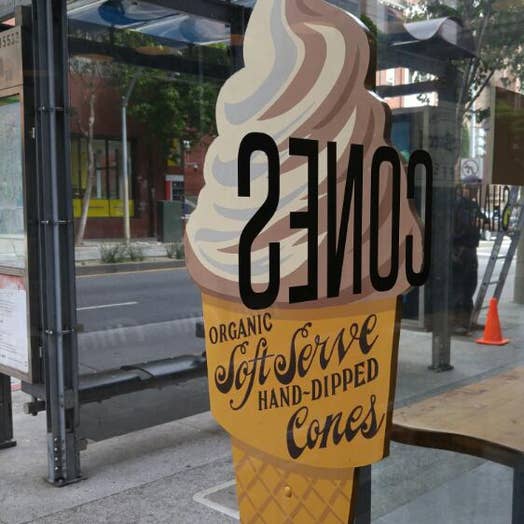 CONES
ORGANIC
Soft Serve
HAND-DIPPED
Cones